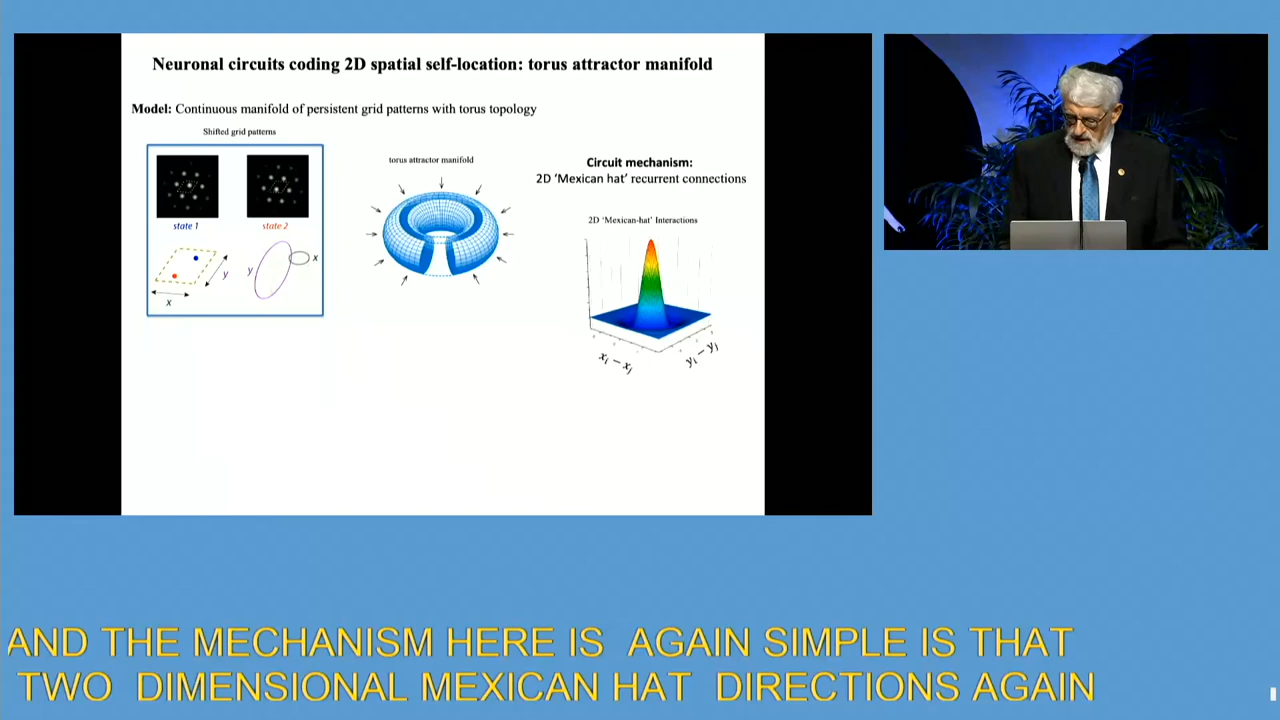 Neuronal circuits coding 2D spatial self-location: torus attractor manifold
Model: Continuous manifold of persistent grid patterns with torus topology
Shifted grid patterns
state 1
state 2
x
y
y
x
torus attractor manifold
Circuit mechanism:
2D 'Mexican hat' recurrent connections
2D 'Mexican-hat' Interactions
xi − xj
yi − yj
AND THE MECHANISM HERE IS AGAIN SIMPLE IS THAT
TWO DIMENSIONAL MEXICAN HAT DIRECTIONS AGAIN